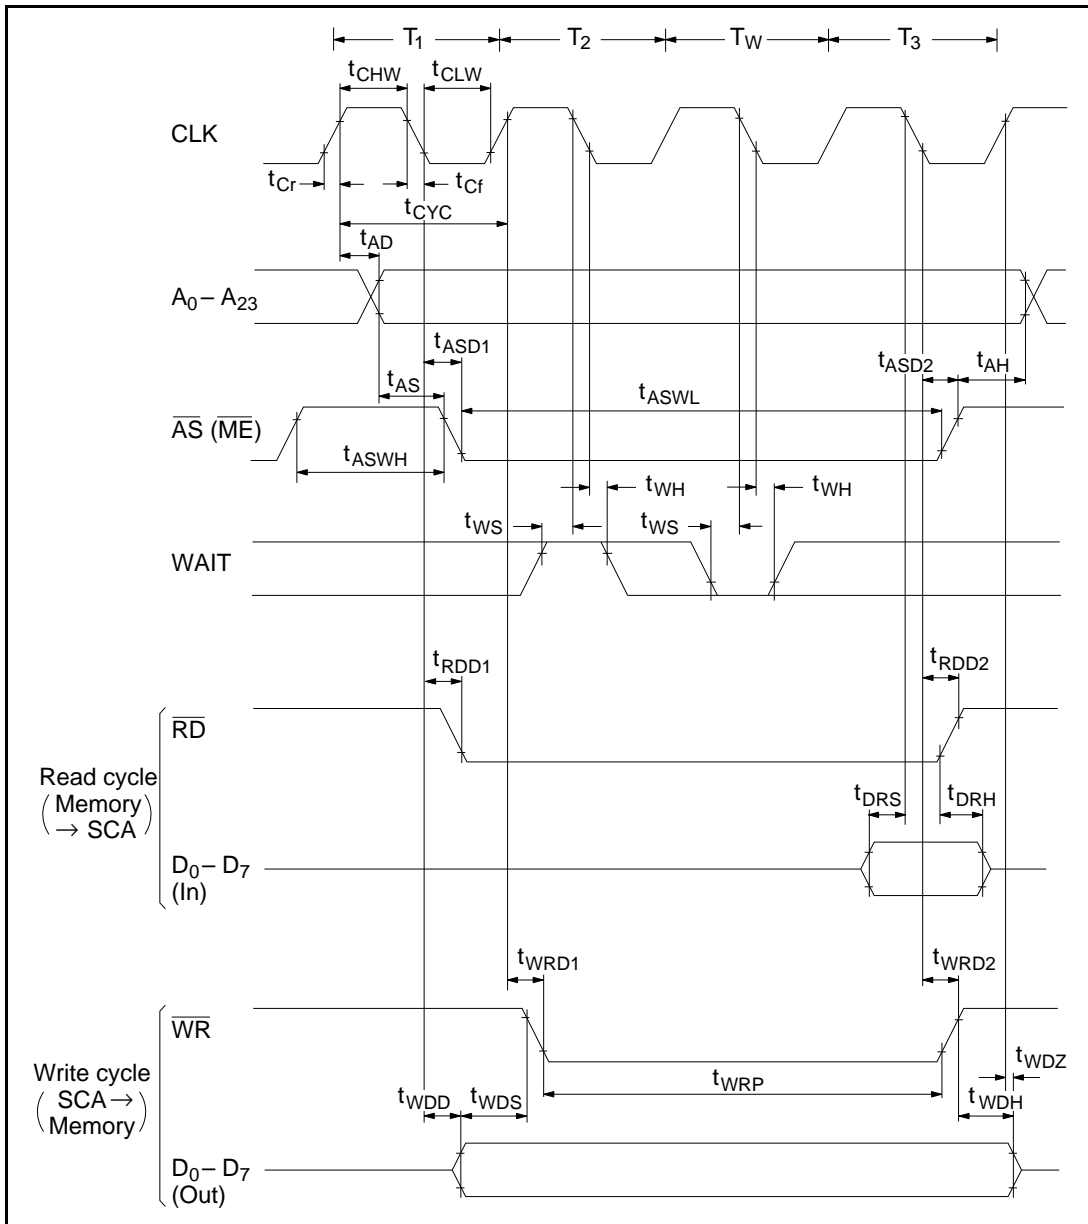 T1 T2 TW T3
tCHW tCLW
CLK
tCr tCf
tCYC
tAD
A0 – A23
tASD1 tASD2 tAH
tAS tASWL
AS (ME)
tASWH
tWH tWH
tWS tWS
WAIT
tRDD1 tRDD2
RD
Read cycle
(Memory
→ SCA)
tDRS tDRH
D0 – D7
(In)
tWRD1 tWRD2
WR
Write cycle
(SCA →
Memory)
tWDZ
tWRP
tWDD tWDS tWDH
D0 – D7
(Out)